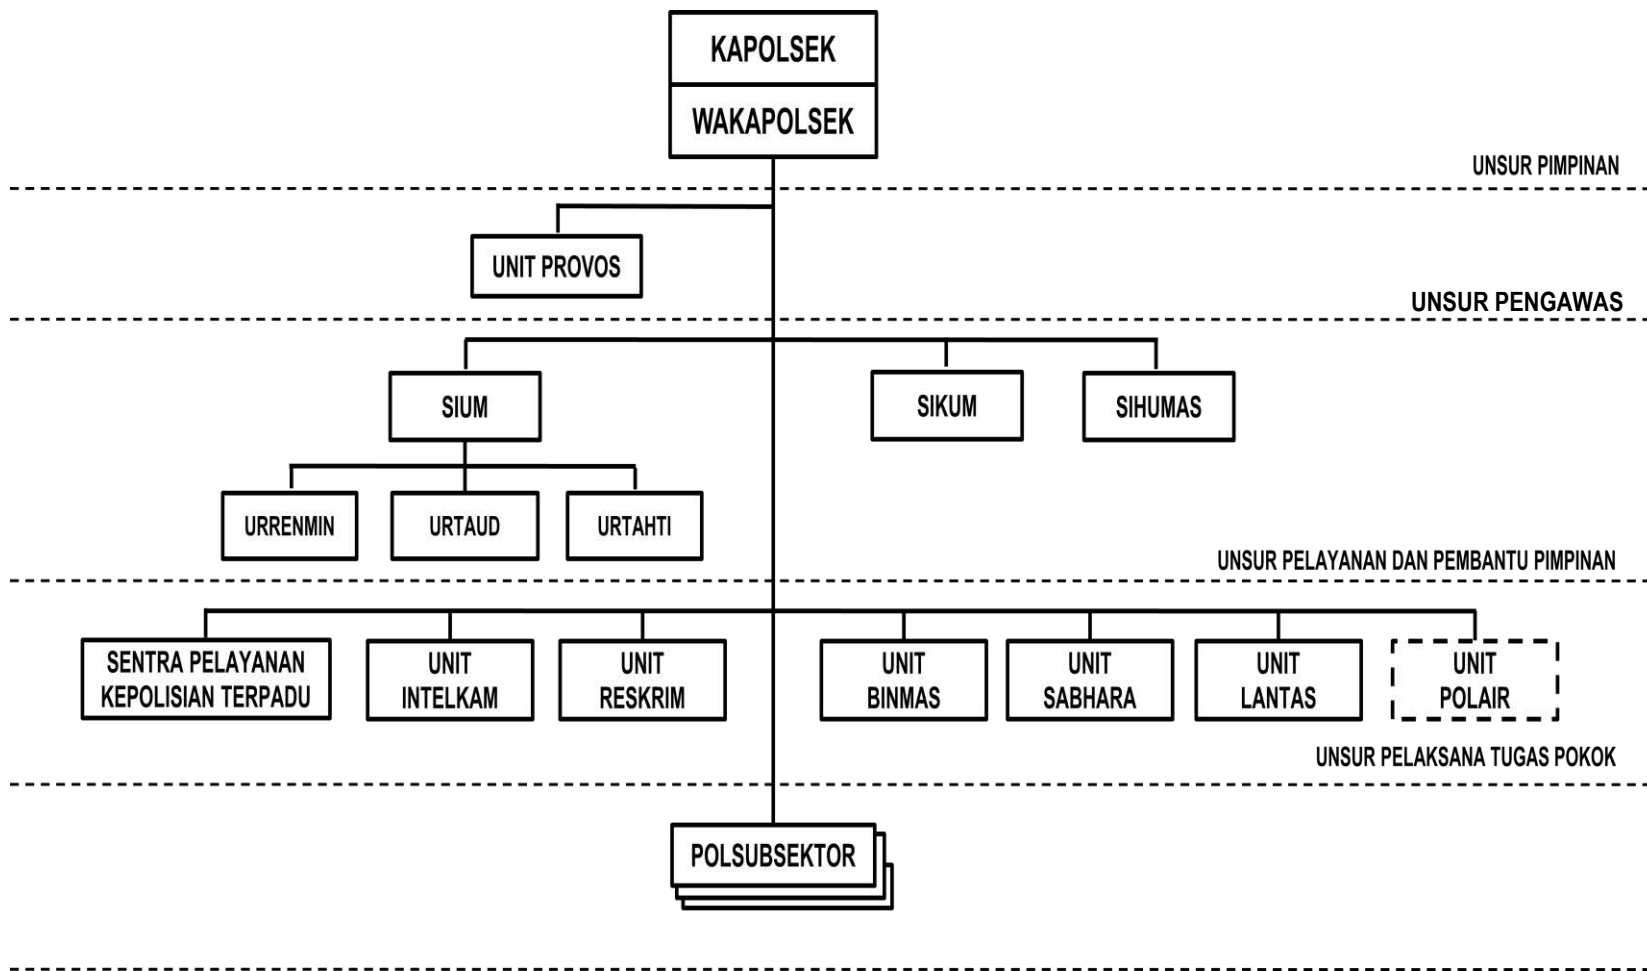 KAPOLSEK
WAKAPOLSEK
UNSUR PIMPINAN
UNIT PROVOS
UNSUR PENGAWAS
SIUM
SIKUM
SIHUMAS
URRENMIN
URTAUD
URTAHTI
UNSUR PELAYANAN DAN PEMBANTU PIMPINAN
SENTRA PELAYANAN
KEPOLISIAN TERPADU
UNIT
INTELKAM
UNIT
RESKRIM
UNIT
BINMAS
UNIT
SABHARA
UNIT
LANTAS
UNIT
POLAIR
UNSUR PELAKSANA TUGAS POKOK
POLSUBSEKTOR